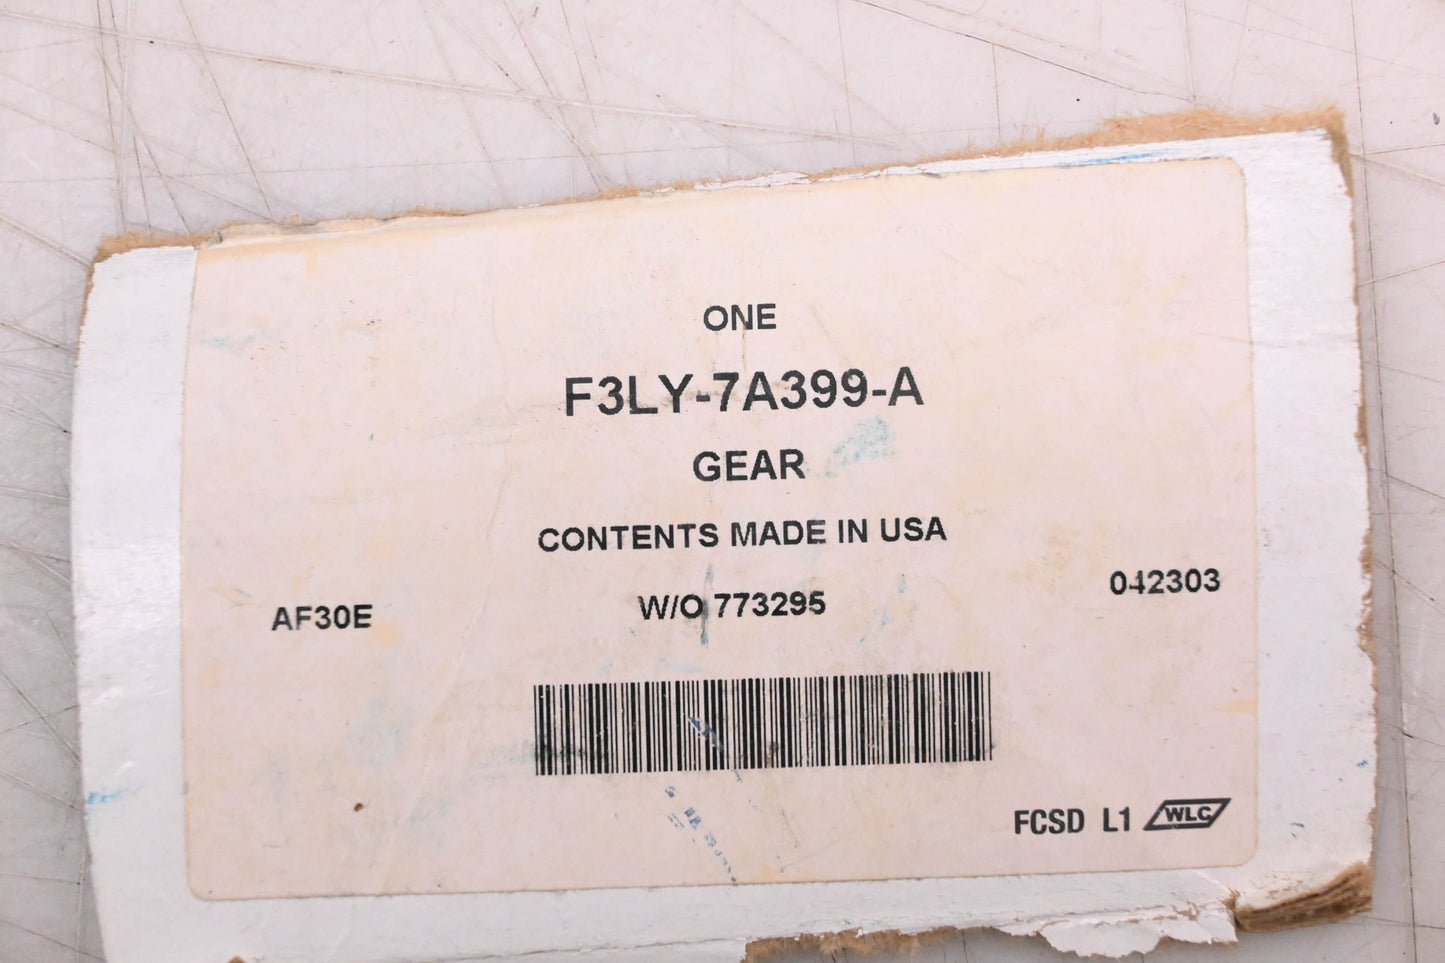 ONE
F3LY-7A399-A
GEAR
CONTENTS MADE IN USA
AF30E W/O 773295 042303
FCSD L1 WLC